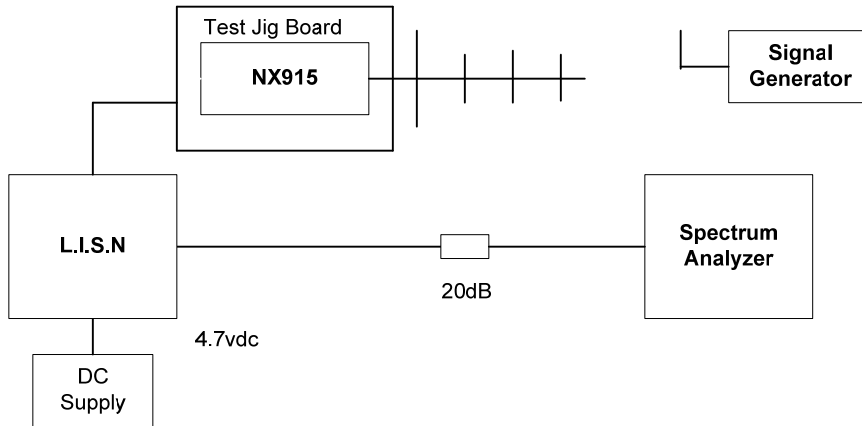 Test Jig Board
NX915
Signal
Generator
L.I.S.N
Spectrum
Analyzer
20dB
4.7vdc
DC
Supply